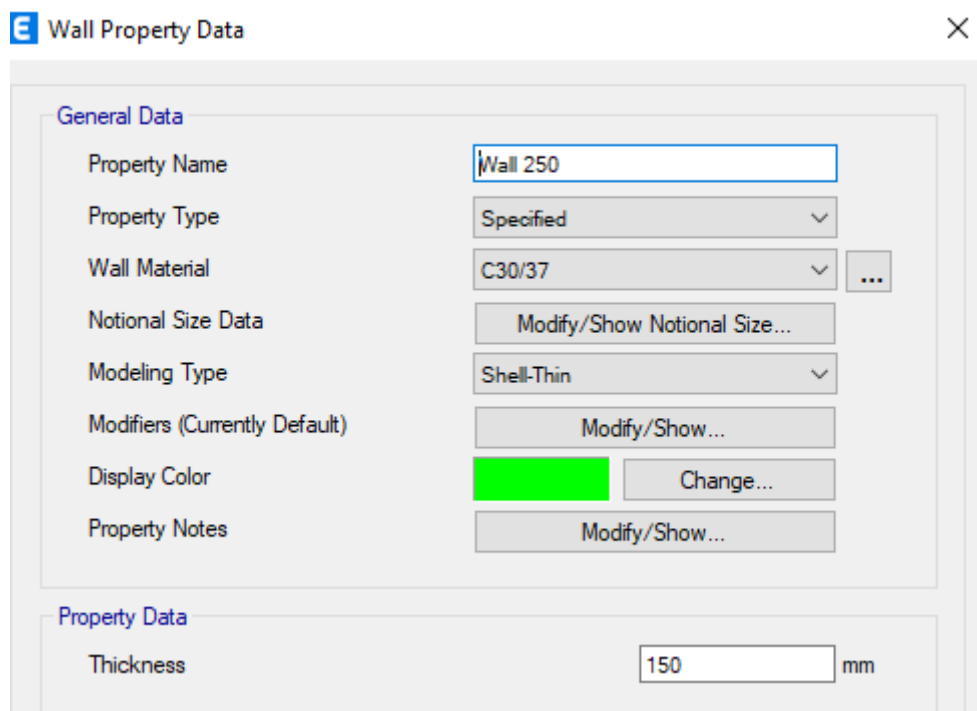 E Wall Property Data
General Data
Property Name Wall 250
Property Type Specified
Wall Material C30/37 ...
Notional Size Data Modify/Show Notional Size...
Modeling Type Shell-Thin
Modifiers (Currently Default) Modify/Show...
Display Color Change...
Property Notes Modify/Show...
Property Data
Thickness 150 mm